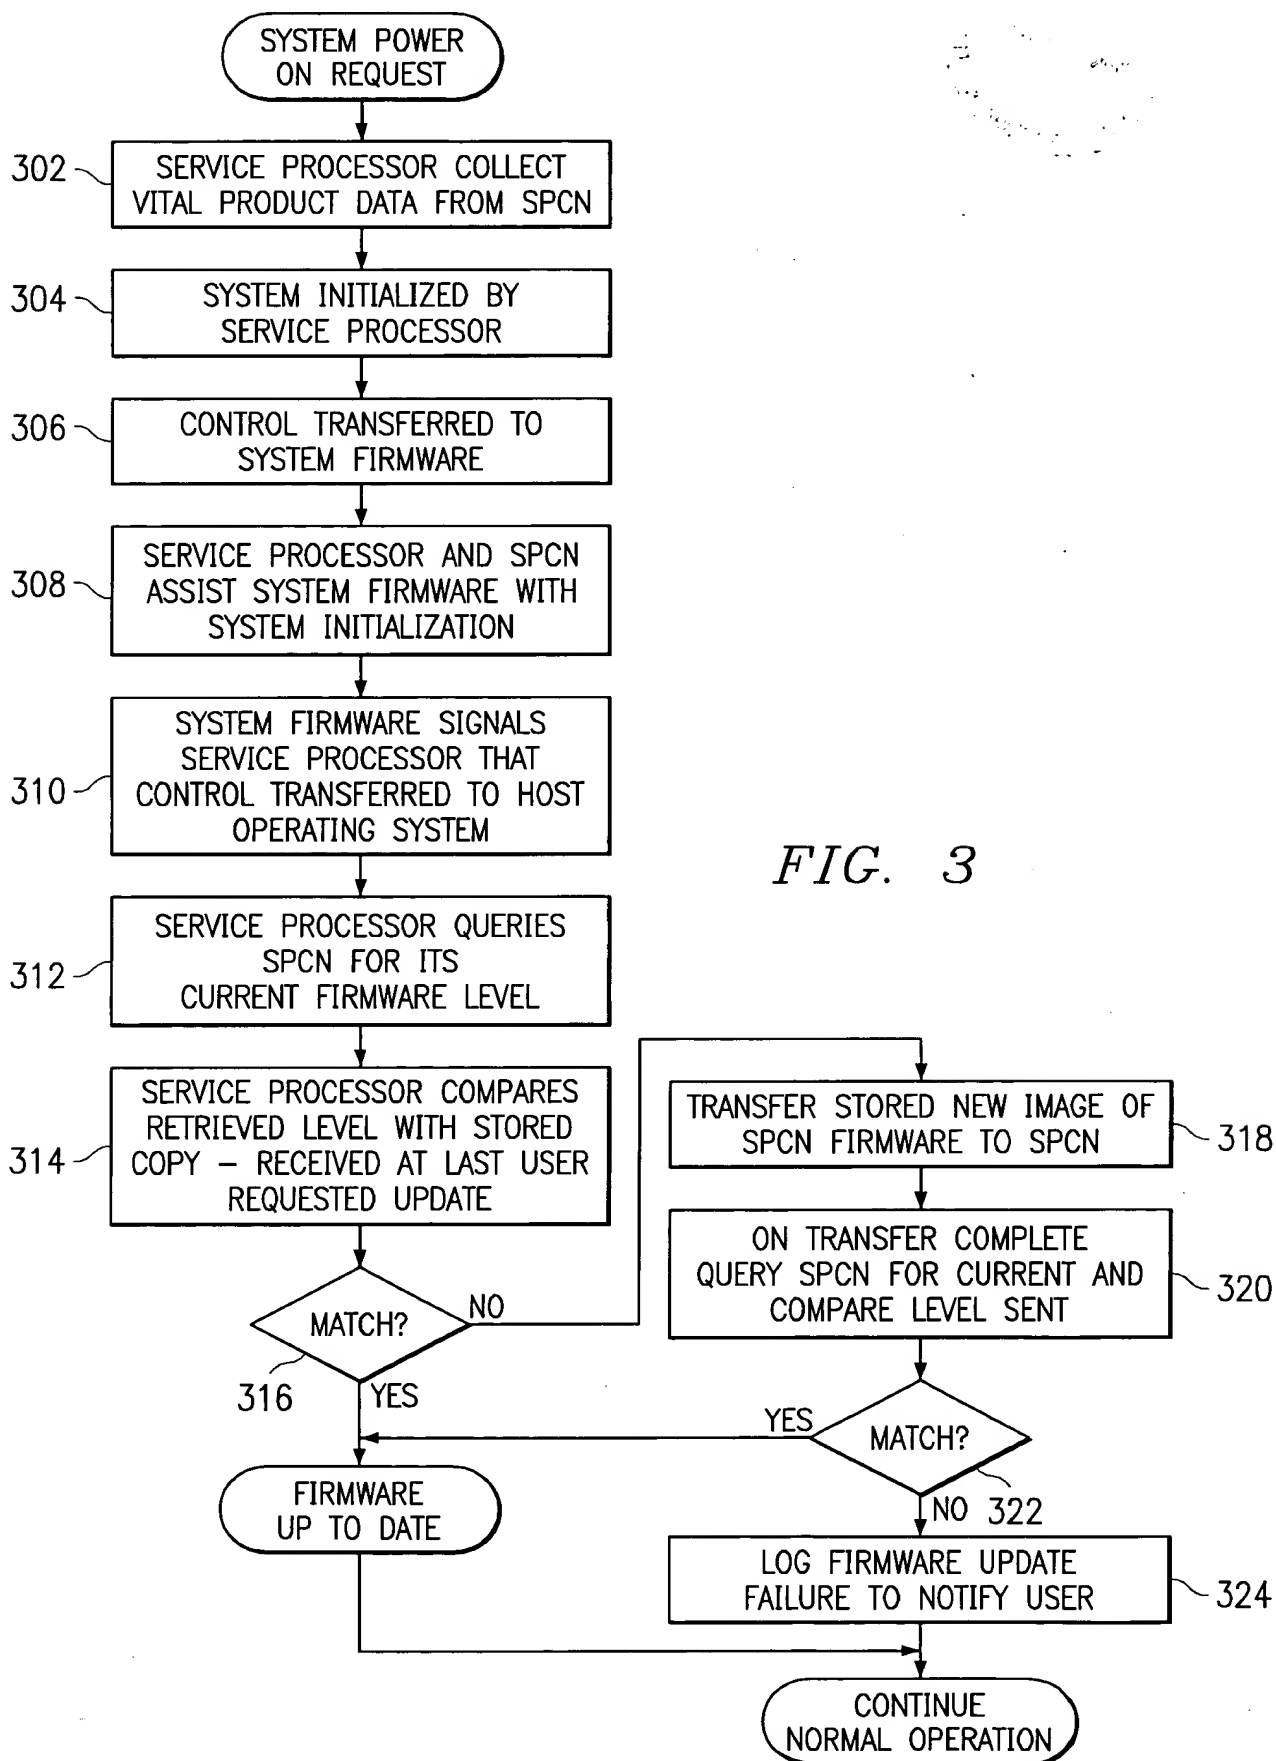 SYSTEM POWER
ON REQUEST
302
SERVICE PROCESSOR COLLECT
VITAL PRODUCT DATA FROM SPCN
304
SYSTEM INITIALIZED BY
SERVICE PROCESSOR
306
CONTROL TRANSFERRED TO
SYSTEM FIRMWARE
308
SERVICE PROCESSOR AND SPCN
ASSIST SYSTEM FIRMWARE WITH
SYSTEM INITIALIZATION
310
SYSTEM FIRMWARE SIGNALS
SERVICE PROCESSOR THAT
CONTROL TRANSFERRED TO HOST
OPERATING SYSTEM
FIG. 3
312
SERVICE PROCESSOR QUERIES
SPCN FOR ITS
CURRENT FIRMWARE LEVEL
314
SERVICE PROCESSOR COMPARES
RETRIEVED LEVEL WITH STORED
COPY – RECEIVED AT LAST USER
REQUESTED UPDATE
MATCH?
NO
316
YES
TRANSFER STORED NEW IMAGE OF
SPCN FIRMWARE TO SPCN
318
ON TRANSFER COMPLETE
QUERY SPCN FOR CURRENT AND
COMPARE LEVEL SENT
320
YES
MATCH?
NO
322
FIRMWARE
UP TO DATE
LOG FIRMWARE UPDATE
FAILURE TO NOTIFY USER
324
CONTINUE
NORMAL OPERATION